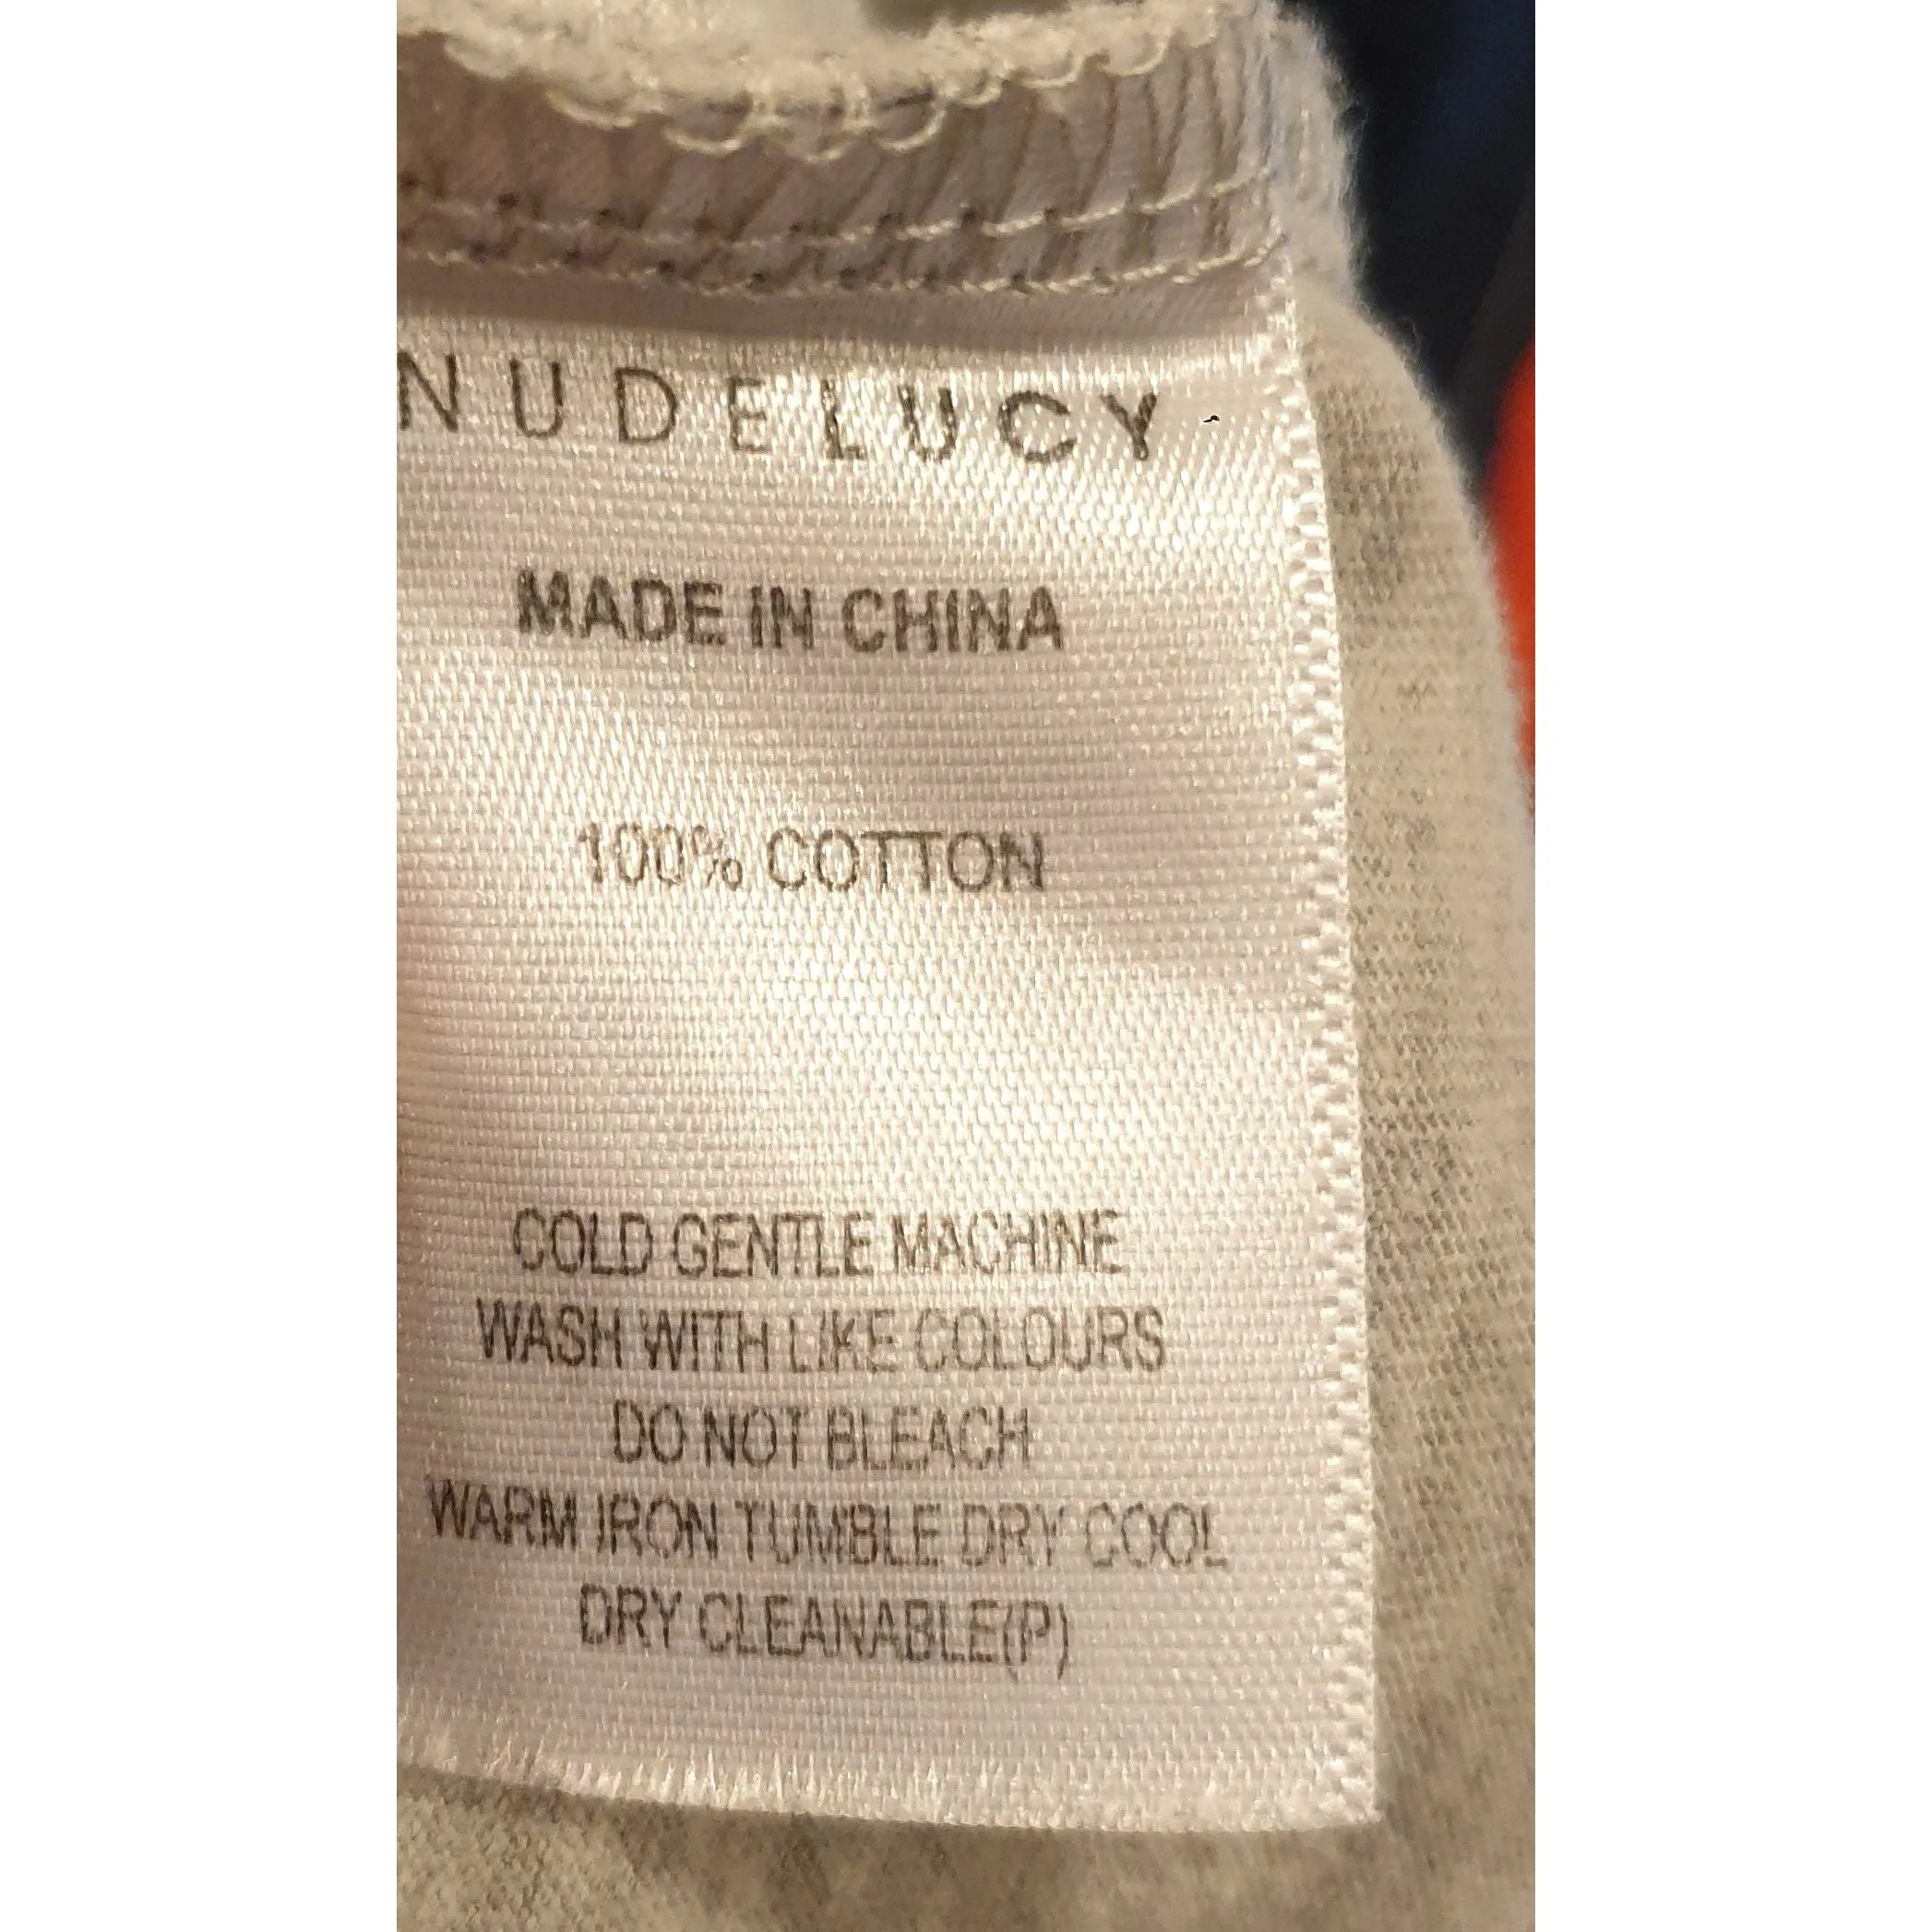 NUDELUCY
MADE IN CHINA
100% COTTON
COLD GENTLE MACHINE
WASH WITH LIKE COLOURS
DO NOT BLEACH
WARM IRON TUMBLE DRY COOL
DRY CLEANABLE(P)